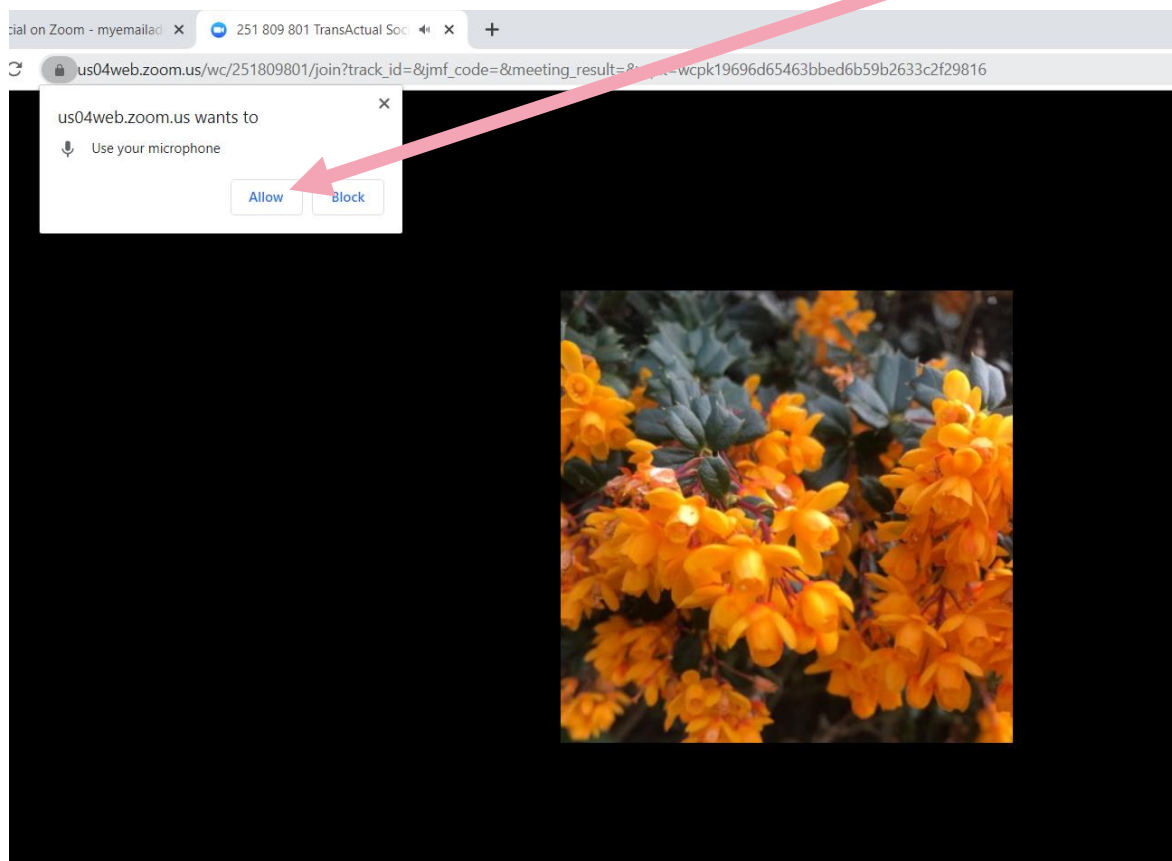 cial on Zoom - myemailad
251 809 801 TransActual Soc
us04web.zoom.us/wc/251809801/join?track_id=&jmf_code=&meeting_result=& =wcpk19696d65463bbed6b59b2633c2f29816
us04web.zoom.us wants to
Use your microphone
Allow Block